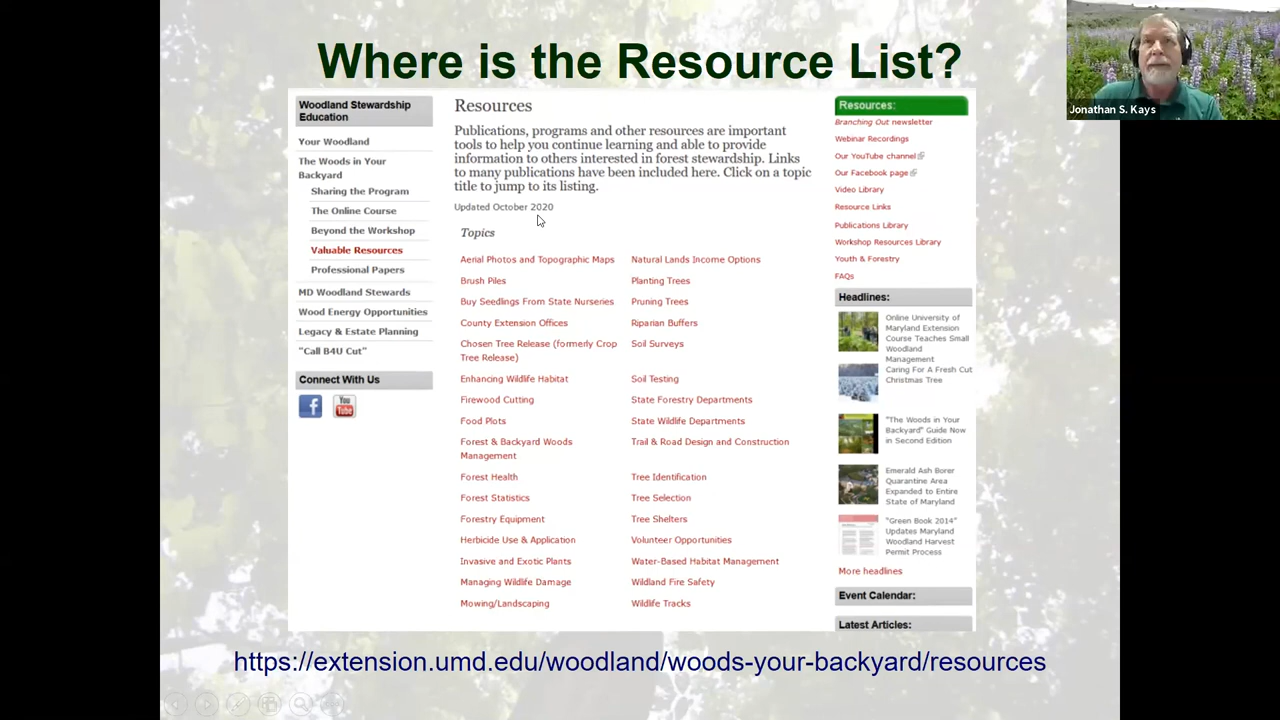 Where is the Resource List?
Jonathan S. Kays
Woodland Stewardship
Education
Your Woodland
The Woods in Your
Backyard
Sharing the Program
The Online Course
Beyond the Workshop
Valuable Resources
Professional Papers
MD Woodland Stewards
Wood Energy Opportunities
Legacy & Estate Planning
"Call B4U Cut"
Connect With Us
You
Tube
Resources
Publications, programs and other resources are important
tools to help you continue learning and able to provide
information to others interested in forest stewardship. Links
to many publications have been included here. Click on a topic
title to jump to its listing.
Updated October 2020
Topics
Aerial Photos and Topographic Maps
Brush Piles
Buy Seedlings From State Nurseries
County Extension Offices
Chosen Tree Release (formerly Crop
Tree Release)
Enhancing Wildlife Habitat
Firewood Cutting
Food Plots
Forest & Backyard Woods
Management
Forest Health
Forest Statistics
Forestry Equipment
Herbicide Use & Application
Invasive and Exotic Plants
Managing Wildlife Damage
Mowing/Landscaping
Natural Lands Income Options
Planting Trees
Pruning Trees
Riparian Buffers
Soil Surveys
Soil Testing
State Forestry Departments
State Wildlife Departments
Trail & Road Design and Construction
Tree Identification
Tree Selection
Tree Shelters
Volunteer Opportunities
Water-Based Habitat Management
Wildland Fire Safety
Wildlife Tracks
Resources:
Branching Out newsletter
Webinar Recordings
Our YouTube channel
Our Facebook page
Video Library
Resource Links
Publications Library
Workshop Resources Library
Youth & Forestry
FAQs
Headlines:
Online University of
Maryland Extension
Course Teaches Small
Woodland
Management
Caring For A Fresh Cut
Christmas Tree
"The Woods in Your
Backyard" Guide Now
in Second Edition
Emerald Ash Borer
Quarantine Area
Expanded to Entire
State of Maryland
"Green Book 2014"
Updates Maryland
Woodland Harvest
Permit Process
More headlines
Event Calendar:
Latest Articles:
https://extension.umd.edu/woodland/woods-your-backyard/resources